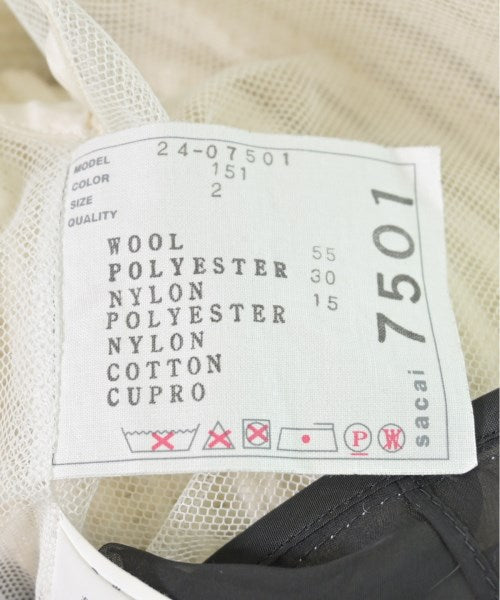 MODEL 24-07501
COLOR 151
SIZE 2
QUALITY
WOOL 55
POLYESTER 30
NYLON 15
POLYESTER
NYLON
COTTON
CUPRO
P W
sacai 7501